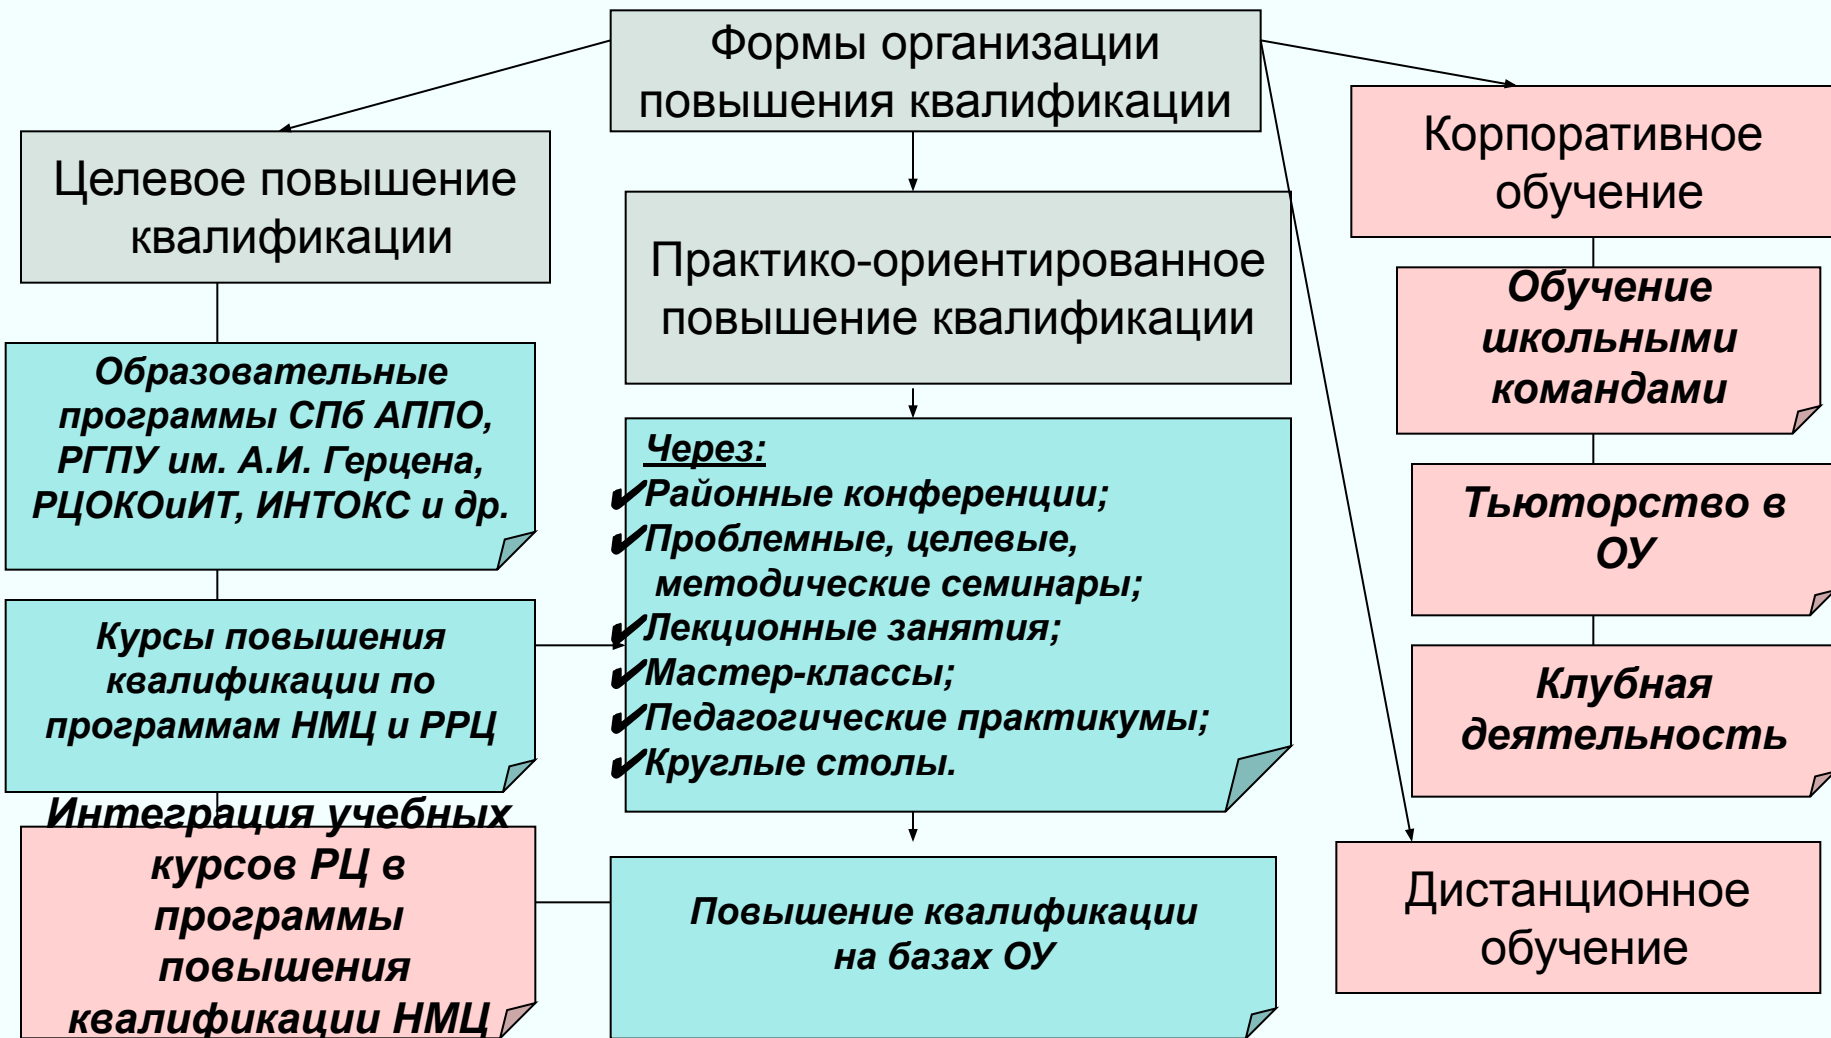 Формы организации
повышения квалификации
Целевое повышение
квалификации
Образовательные
программы СПб АППО,
РГПУ им. А.И. Герцена,
РЦОКОиИТ, ИНТОКС и др.
Курсы повышения
квалификации по
программам НМЦ и РРЦ
Интеграция учебных
курсов РЦ в
программы
повышения
квалификации НМЦ
Практико-ориентированное
повышение квалификации
Через:
✔Районные конференции;
✔Проблемные, целевые,
методические семинары;
✔Лекционные занятия;
✔Мастер-классы;
✔Педагогические практикумы;
✔Круглые столы.
Повышение квалификации
на базах ОУ
Корпоративное
обучение
Обучение
школьными
командами
Тьюторство в
ОУ
Клубная
деятельность
Дистанционное
обучение